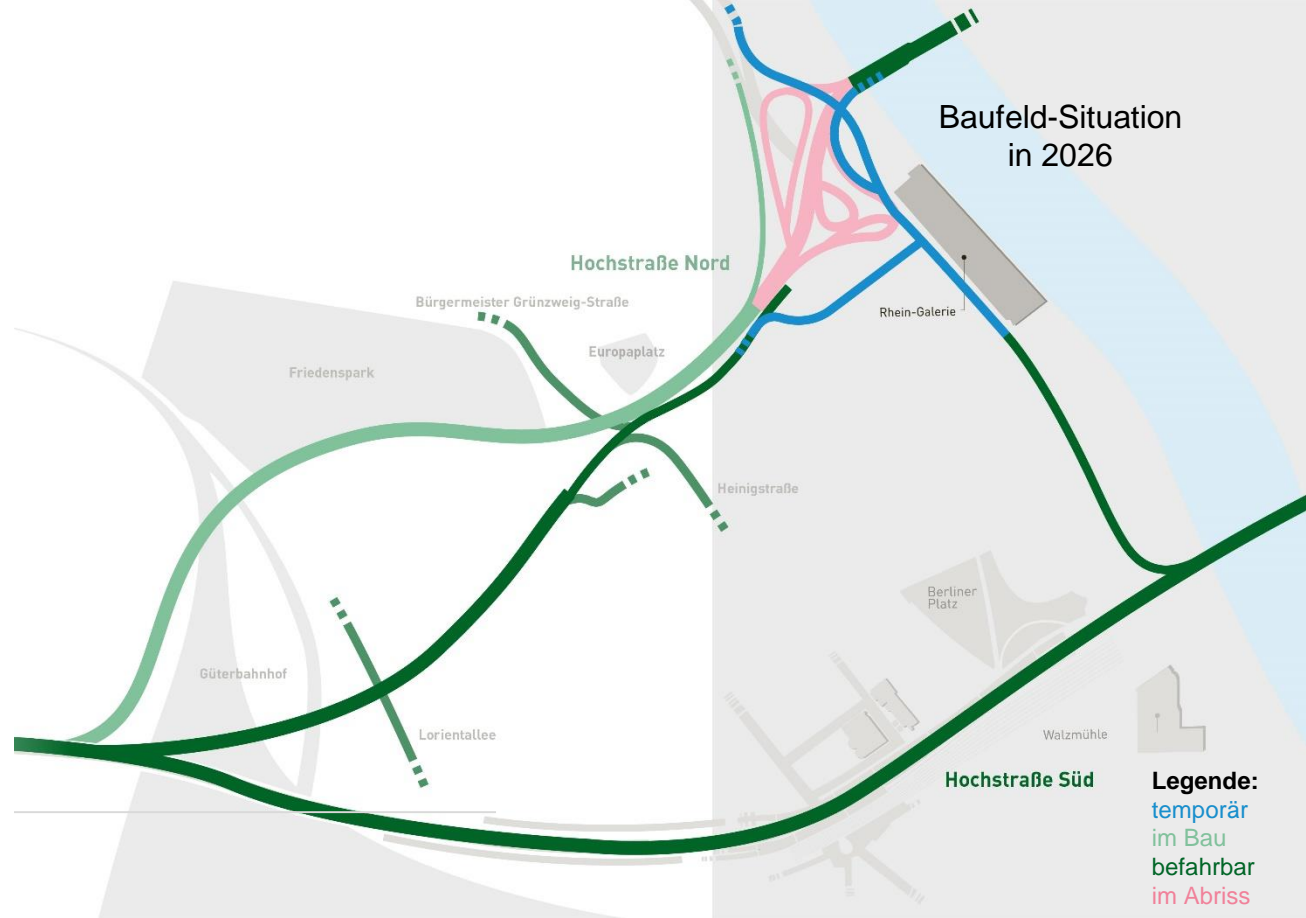 Baufeld-Situation
in 2026
Hochstraße Nord
Bürgermeister Grünzweig-Straße
Rhein-Galerie
Europaplatz
Friedenspark
Heinigstraße
Berliner
Platz
Güterbahnhof
Lorientallee
Walzmühle
Hochstraße Süd
Legende:
temporär
im Bau
befahrbar
im Abriss